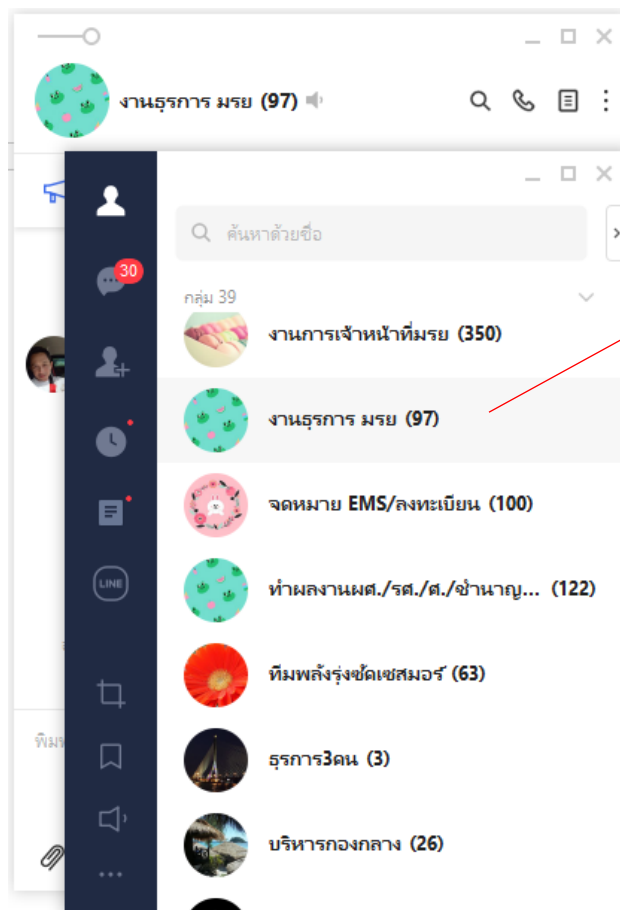 งานธุรการ มรย (97)
30
ค้นหาด้วยชื่อ
กลุ่ม 39
งานการเจ้าหน้าที่มรย (350)
งานธุรการ มรย (97)
จดหมาย EMS/ลงทะเบียน (100)
LINE
ทำผลงานผศ./รศ./ศ./ชำนาญ... (122)
ทีมพลังรุ่งชัดเซสมอร์ (63)
ธุรการ3คน (3)
บริหารกองกลาง (26)